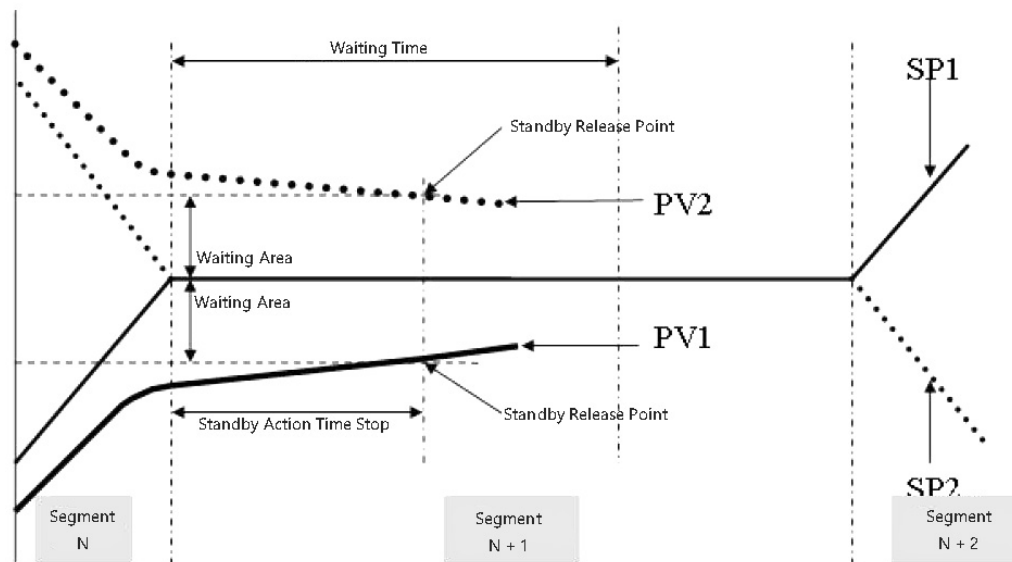 Waiting Time
SP1
Standby Release Point
PV2
Waiting Area
Waiting Area
PV1
Standby Action Time Stop
Standby Release Point
SP2
Segment
N
Segment
N + 1
Segment
N + 2